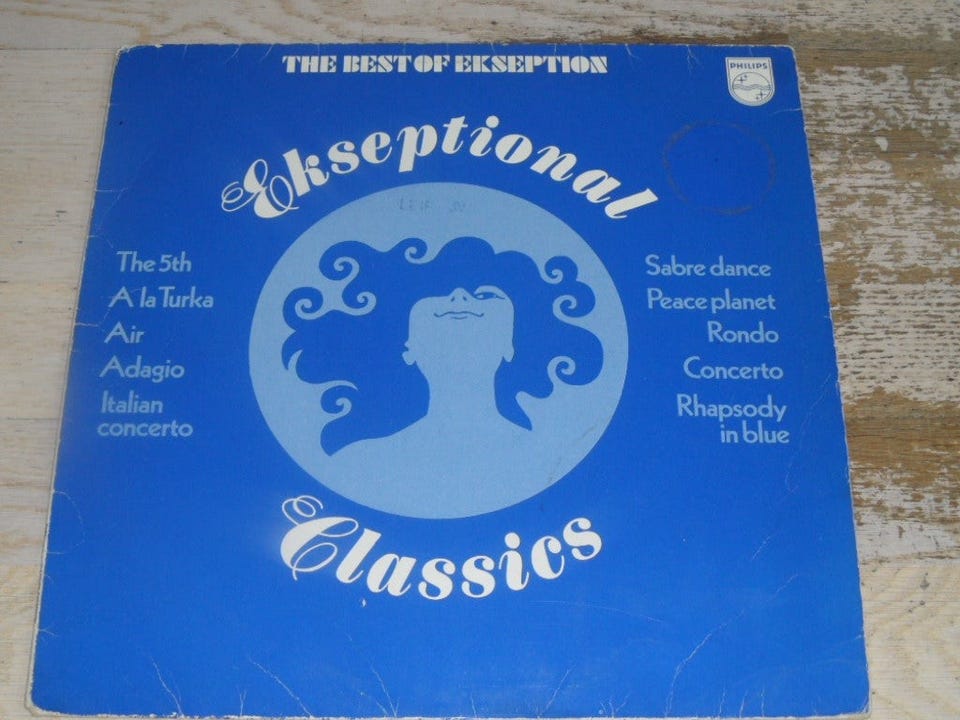 THE BEST OF EKSEPTION
PHILIPS
Ekseptional
The 5th
A la Turka
Air
Adagio
Italian
concerto
Sabre dance
Peace planet
Rondo
Concerto
Rhapsody
in blue
Classics